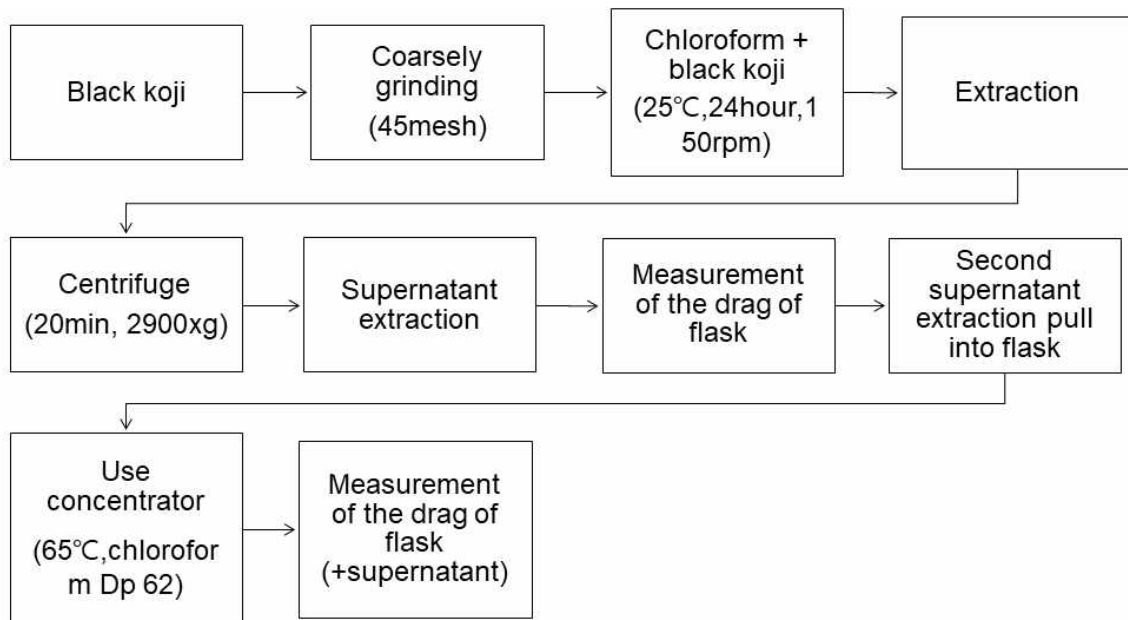 Black koji
Coarsely
grinding
(45mesh)
Chloroform +
black koji
(25℃,24hour,1
50rpm)
Extraction
Centrifuge
(20min, 2900xg)
Supernatant
extraction
Measurement
of the drag of
flask
Second
supernatant
extraction pull
into flask
Use
concentrator
(65℃,chlorofor
m Dp 62)
Measurement
of the drag of
flask
(+supernatant)